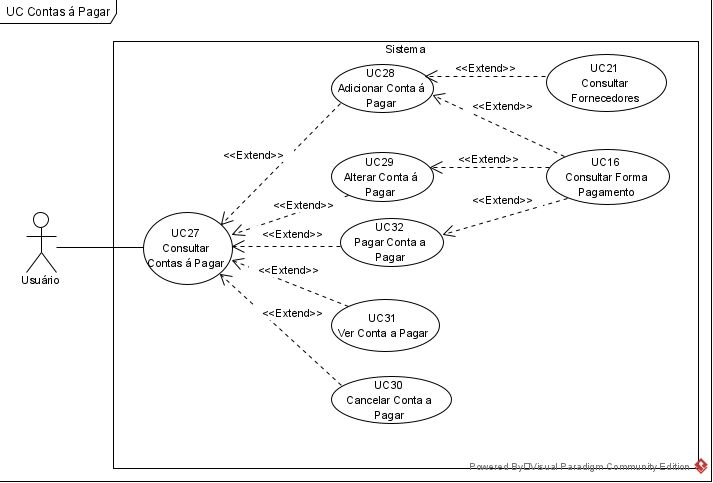 UC Contas á Pagar
Sistema
UC28
Adicionar Conta á
Pagar
<<Extend>>
UC21
Consultar
Fornecedores
<<Extend>>
<<Extend>>
UC29
Alterar Conta á
Pagar
<<Extend>>
UC16
Consultar Forma
Pagamento
<<Extend>>
<<Extend>>
UC27
Consultar
Contas á Pagar
<<Extend>>
UC32
Pagar Conta a
Pagar
Usuário
<<Extend>>
UC31
Ver Conta a Pagar
<<Extend>>
UC30
Cancelar Conta a
Pagar
Powered By Visual Paradigm Community Edition